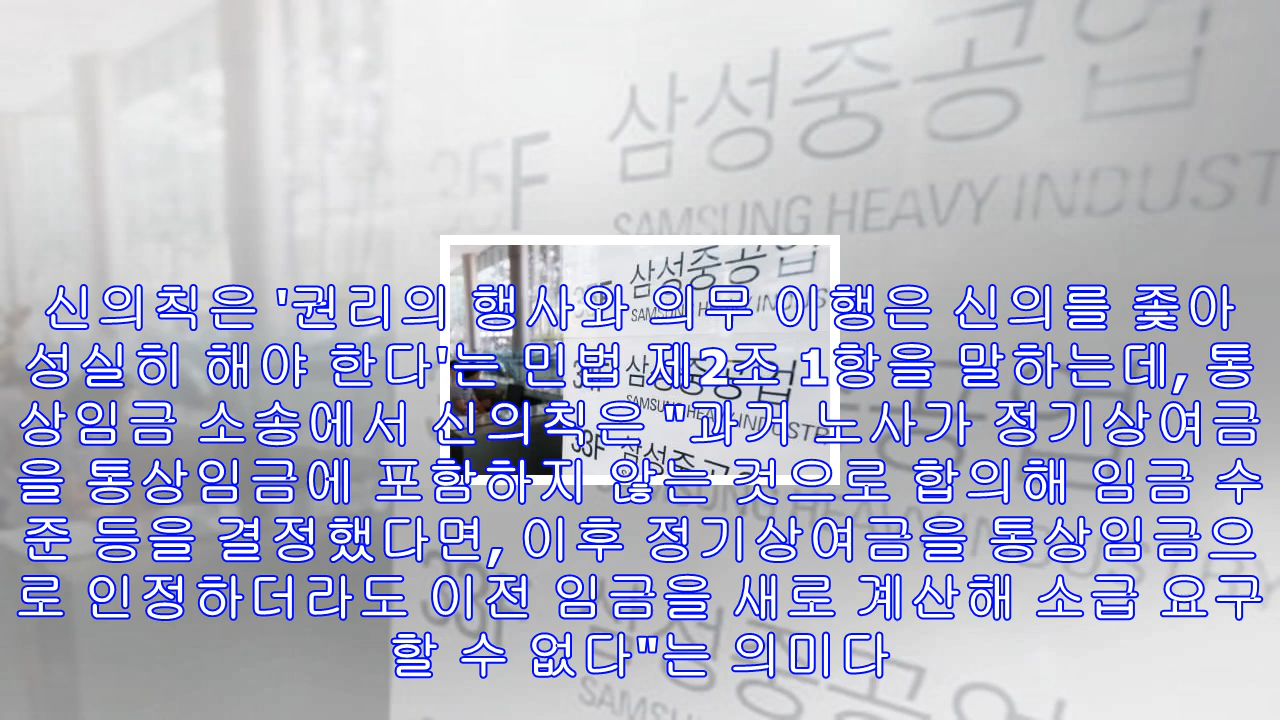 삼성중공업
35F
SAMSUNG HEAVY INDUST
신의칙은 '권리의 행사와 의무 이행은 신의를 좇아
성실히 해야 한다'는 민법 제2조 1항을 말하는데, 통
상임금 소송에서 신의칙은 "과거 노사가 정기상여금
을 통상임금에 포함하지 않는 것으로 합의해 임금 수
준 등을 결정했다면, 이후 정기상여금을 통상임금으
로 인정하더라도 이전 임금을 새로 계산해 소급 요구
할 수 없다"는 의미다